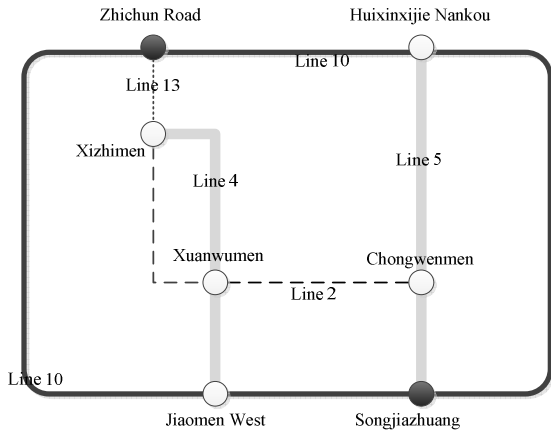 Zhichun Road
Huixinxijie Nankou
Line 10
Line 13
Xizhimen
Line 5
Line 4
Xuanwumen
Chongwenmen
Line 2
Line 10
Jiaomen West
Songjiazhuang